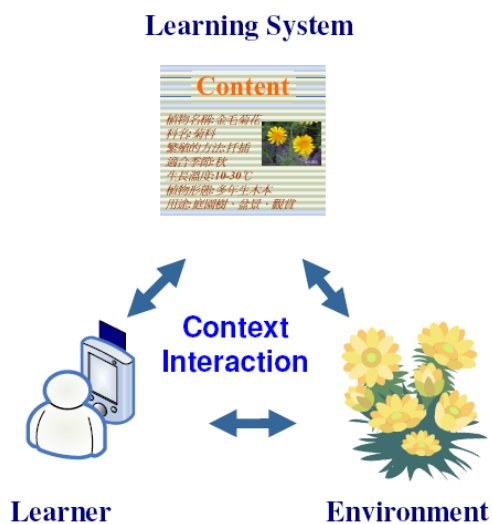 Learning System
Content
植物名稱:金毛菊花
科名:菊科
繁殖的方法:扦插
適合季節:秋
生長溫度:10-30℃
植物形態:多年生木本
用途:庭園樹、盆景、觀賞
Context
Interaction
Learner
Environment